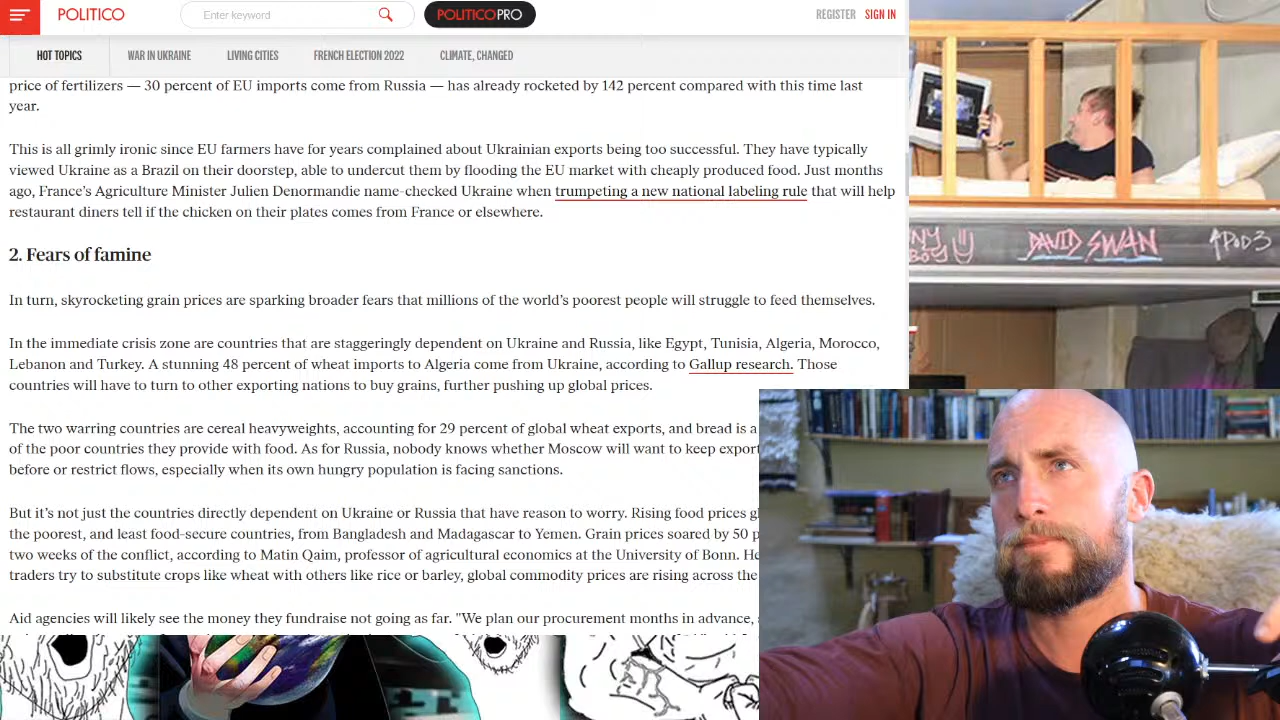 POLITICO
Enter keyword
POLITICOPRO
REGISTER SIGN IN
HOT TOPICS WAR IN UKRAINE LIVING CITIES FRENCH ELECTION 2022 CLIMATE, CHANGED
price of fertilizers — 30 percent of EU imports come from Russia — has already rocketed by 142 percent compared with this time last
year.
This is all grimly ironic since EU farmers have for years complained about Ukrainian exports being too successful. They have typically
viewed Ukraine as a Brazil on their doorstep, able to undercut them by flooding the EU market with cheaply produced food. Just months
ago, France's Agriculture Minister Julien Denormandie name-checked Ukraine when trumpeting a new national labeling rule that will help
restaurant diners tell if the chicken on their plates comes from France or elsewhere.
2. Fears of famine
In turn, skyrocketing grain prices are sparking broader fears that millions of the world's poorest people will struggle to feed themselves.
In the immediate crisis zone are countries that are staggeringly dependent on Ukraine and Russia, like Egypt, Tunisia, Algeria, Morocco,
Lebanon and Turkey. A stunning 48 percent of wheat imports to Algeria come from Ukraine, according to Gallup research. Those
countries will have to turn to other exporting nations to buy grains, further pushing up global prices.
The two warring countries are cereal heavyweights, accounting for 29 percent of global wheat exports, and bread is a
of the poor countries they provide with food. As for Russia, nobody knows whether Moscow will want to keep export
before or restrict flows, especially when its own hungry population is facing sanctions.
But it's not just the countries directly dependent on Ukraine or Russia that have reason to worry. Rising food prices gl
the poorest, and least food-secure countries, from Bangladesh and Madagascar to Yemen. Grain prices soared by 50 p
two weeks of the conflict, according to Matin Qaim, professor of agricultural economics at the University of Bonn. He
traders try to substitute crops like wheat with others like rice or barley, global commodity prices are rising across the
Aid agencies will likely see the money they fundraise not going as far. "We plan our procurement months in advance,
NY DAVID SWAN POD3
BOY